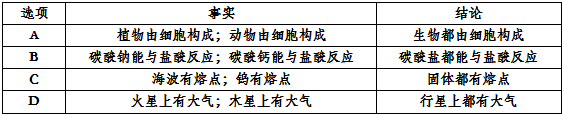 选项 事实 结论
A 植物由细胞构成；动物由细胞构成 生物都由细胞构成
B 碳酸钠能与盐酸反应；碳酸钙能与盐酸反应 碳酸盐都能与盐酸反应
C 海波有熔点；钨有熔点 固体都有熔点
D 火星上有大气；木星上有大气 行星上都有大气